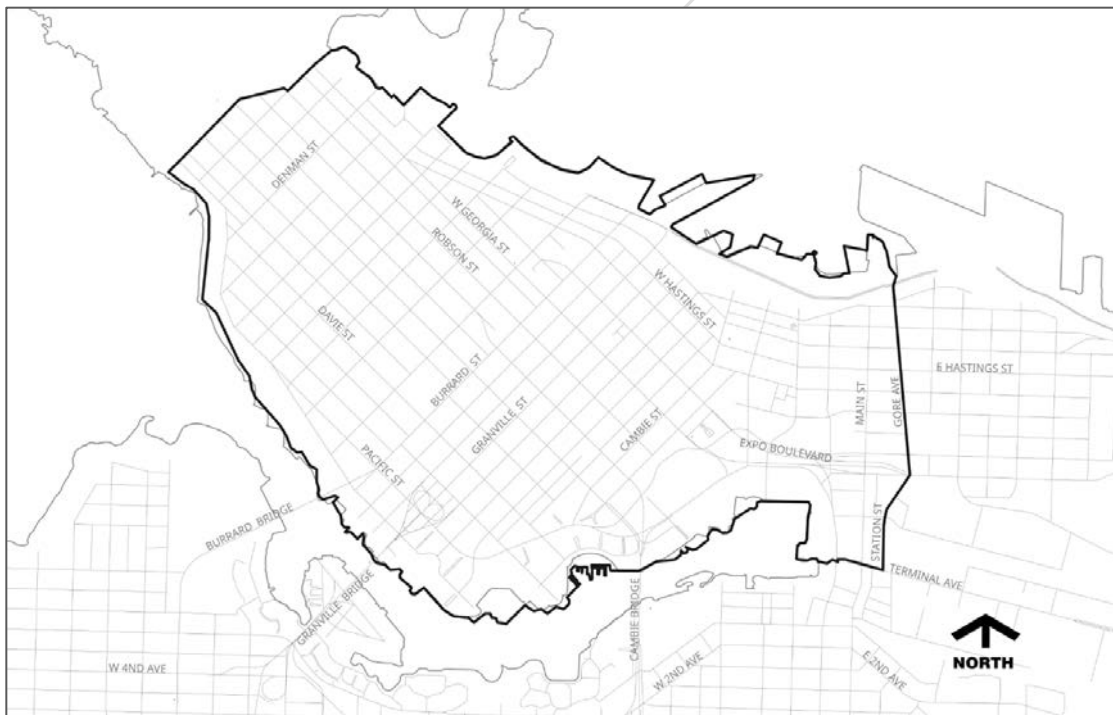 DENMAN ST
W GEORGIA ST
ROBSON ST
W HASTINGS ST
DAVIE ST
BURRARD ST
GRANVILLE ST
CAMBIE ST
MAIN ST
GORE AVE
E HASTINGS ST
EXPO BOULEVARD
PACIFIC ST
BURRARD BRIDGE
STATION ST
TERMINAL AVE
GRANVILLE BRIDGE
CAMBIE BRIDGE
W 4ND AVE
W 2ND AVE
E 2ND AVE
NORTH